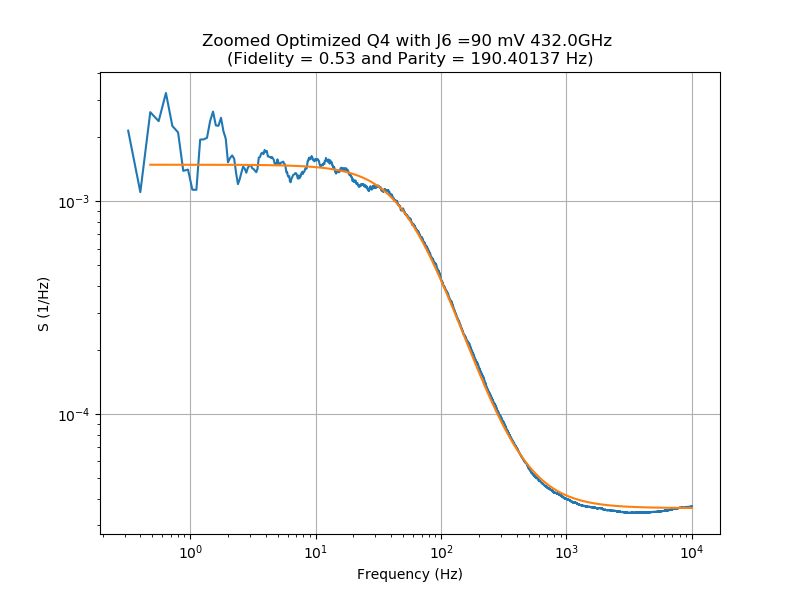 Zoomed Optimized Q4 with J6 =90 mV 432.0GHz
(Fidelity = 0.53 and Parity = 190.40137 Hz)
S (1/Hz)
10⁻³
10⁻⁴
10⁰ 10¹ 10² 10³ 10⁴
Frequency (Hz)